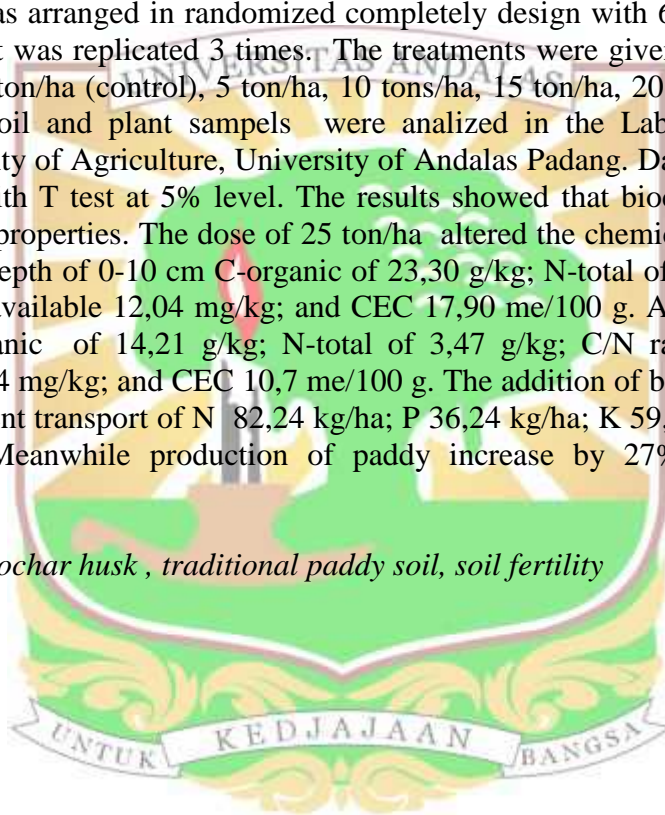 as arranged in randomized completely design with 6
t was replicated 3 times. The treatments were given
UNIVERSITAS ANDALAS
ton/ha (control), 5 ton/ha, 10 tons/ha, 15 ton/ha, 20
oil and plant sampels were analized in the Lab
ity of Agriculture, University of Andalas Padang. Da
ith T test at 5% level. The results showed that bioc
properties. The dose of 25 ton/ha altered the chemic
epth of 0-10 cm C-organic of 23,30 g/kg; N-total of
available 12,04 mg/kg; and CEC 17,90 me/100 g. A
anic of 14,21 g/kg; N-total of 3,47 g/kg; C/N ra
4 mg/kg; and CEC 10,7 me/100 g. The addition of b
ent transport of N 82,24 kg/ha; P 36,24 kg/ha; K 59,
Meanwhile production of paddy increase by 27%
ochar husk , traditional paddy soil, soil fertility
UNTUK KEDJAJAAN BANGSA